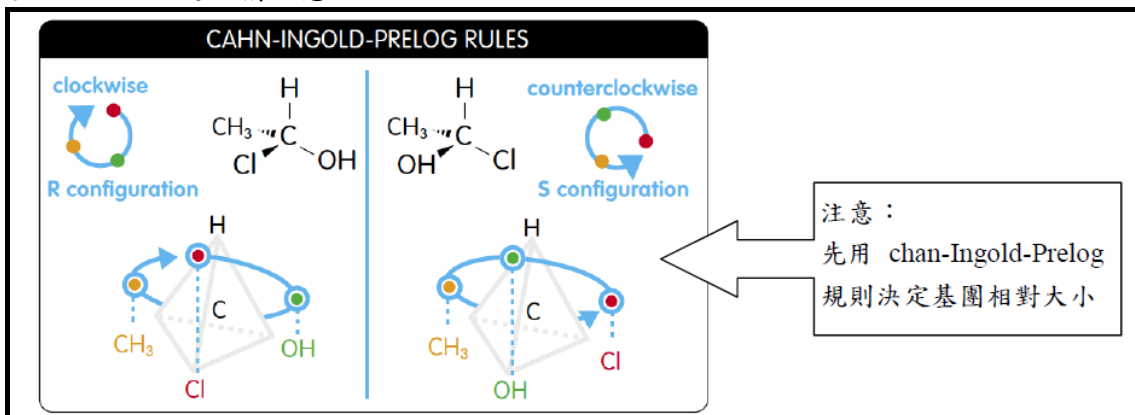 CAHN-INGOLD-PRELOG RULES
clockwise
R configuration
H
CH₃
C
Cl
OH
H
CH₃
C
OH
Cl
counterclockwise
S configuration
H
C
CH₃
OH
Cl
H
C
CH₃
Cl
OH
注意：
先用 chan-Ingold-Prelog
規則決定基團相對大小